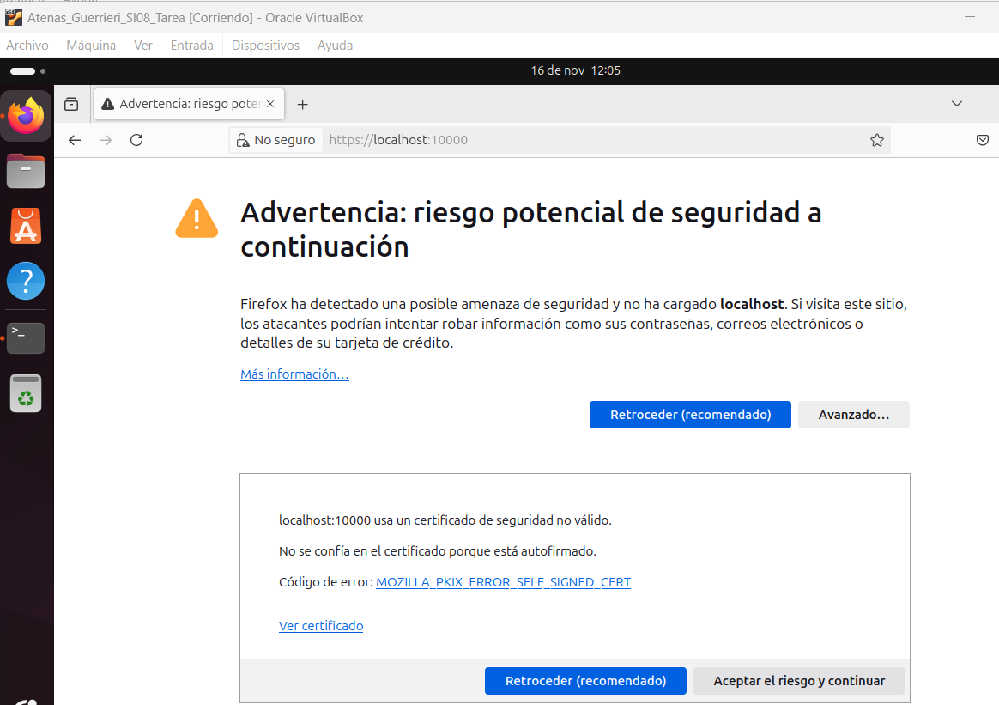 Atenas_Guerrieri_SI08_Tarea [Corriendo] - Oracle VirtualBox
Archivo Máquina Ver Entrada Dispositivos Ayuda
16 de nov 12:05
Advertencia: riesgo poten
No seguro https://localhost:10000
Advertencia: riesgo potencial de seguridad a
continuación
Firefox ha detectado una posible amenaza de seguridad y no ha cargado localhost. Si visita este sitio,
los atacantes podrían intentar robar información como sus contraseñas, correos electrónicos o
detalles de su tarjeta de crédito.
Más información…
Retroceder (recomendado) Avanzado…
localhost:10000 usa un certificado de seguridad no válido.
No se confía en el certificado porque está autofirmado.
Código de error: MOZILLA_PKIX_ERROR_SELF_SIGNED_CERT
Ver certificado
Retroceder (recomendado) Aceptar el riesgo y continuar